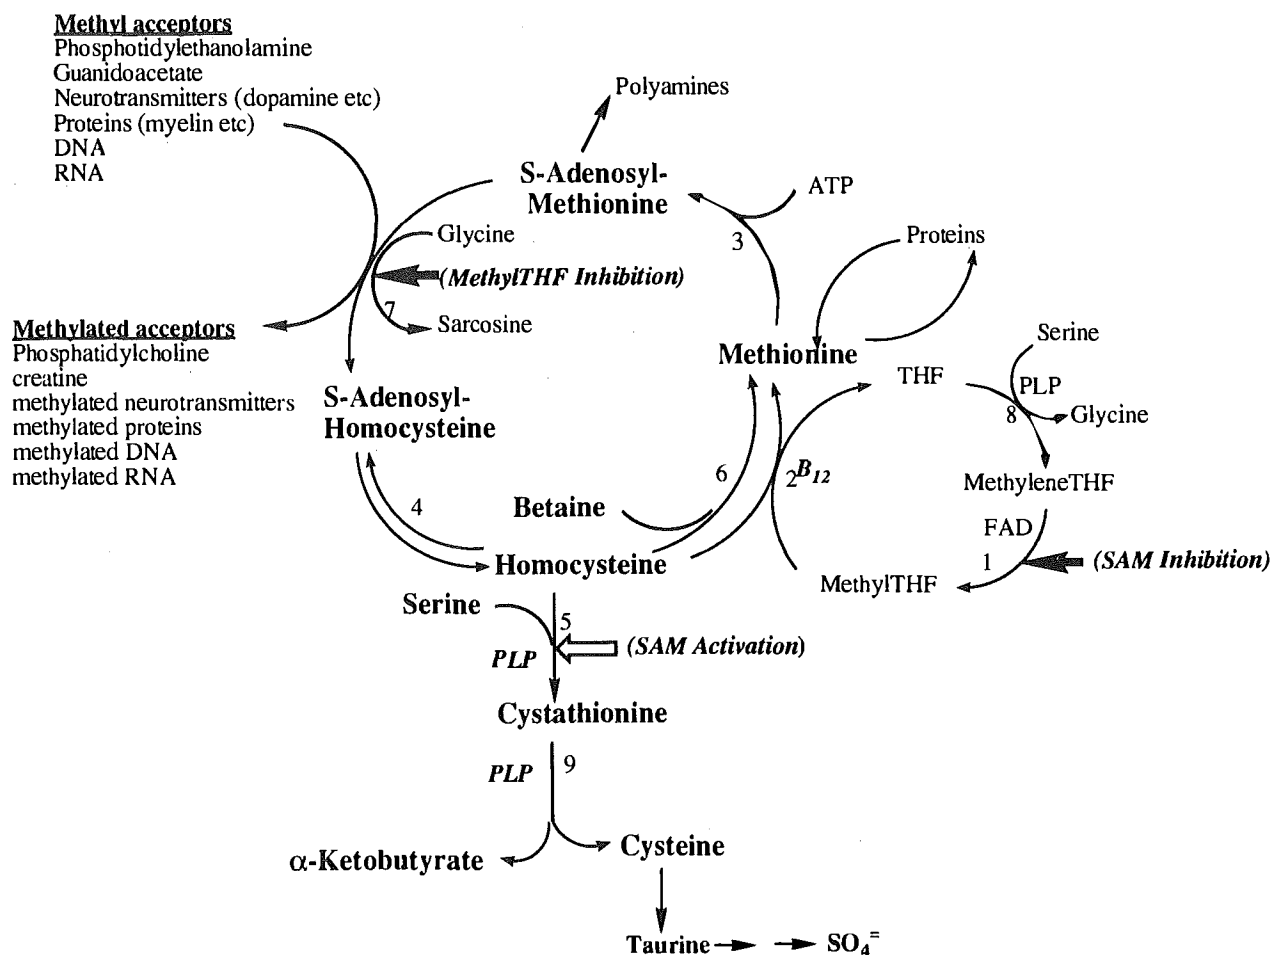 Methyl acceptors
Phosphotidylethanolamine
Guanidoacetate
Neurotransmitters (dopamine etc)
Proteins (myelin etc)
DNA
RNA
Polyamines
S-Adenosyl-
Methionine
ATP
3
Glycine
(MethylTHF Inhibition)
7
Sarcosine
Proteins
Methylated acceptors
Phosphatidylcholine
creatine
methylated neurotransmitters
methylated proteins
methylated DNA
methylated RNA
S-Adenosyl-
Homocysteine
Methionine
Serine
THF
PLP
8
Glycine
MethyleneTHF
FAD
1
(SAM Inhibition)
MethylTHF
2
B12
6
4
Betaine
Homocysteine
Serine
5
PLP
(SAM Activation)
Cystathionine
PLP
9
α-Ketobutyrate
Cysteine
Taurine
SO4=